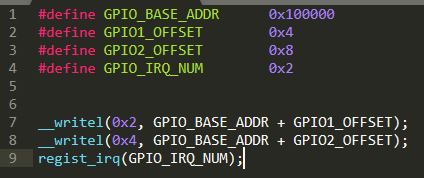 1 #define GPIO_BASE_ADDR 0x100000
2 #define GPIO1_OFFSET 0x4
3 #define GPIO2_OFFSET 0x8
4 #define GPIO_IRQ_NUM 0x2
5
6
7 __writel(0x2, GPIO_BASE_ADDR + GPIO1_OFFSET);
8 __writel(0x4, GPIO_BASE_ADDR + GPIO2_OFFSET);
9 regist_irq(GPIO_IRQ_NUM);